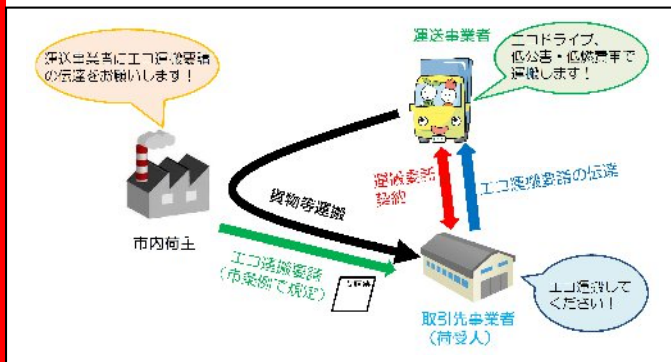 運送事業者
エコドライブ、
低公害・低燃費車で
運搬します！
運送事業者にエコ運搬要請
の伝達をお願いします！
運搬委託
契約
エコ運搬要請の伝達
貨物等運搬
市内荷主
エコ運搬要請
（市条例で規定）
エコ運搬して
ください！
取引先事業者
（荷受人）